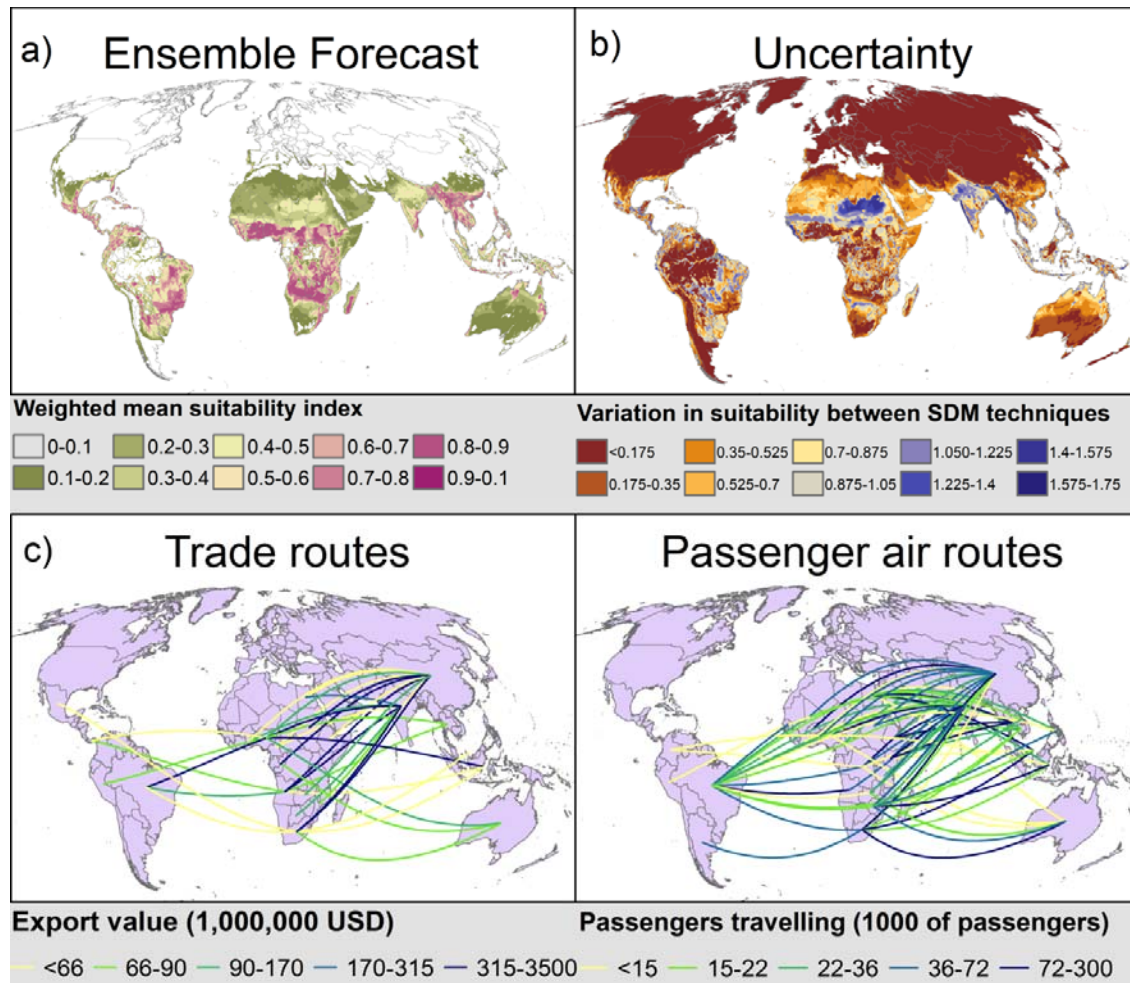 a) Ensemble Forecast
b) Uncertainty
Weighted mean suitability index
0-0.1 0.2-0.3 0.4-0.5 0.6-0.7 0.8-0.9
0.1-0.2 0.3-0.4 0.5-0.6 0.7-0.8 0.9-0.1
Variation in suitability between SDM techniques
<0.175 0.35-0.525 0.7-0.875 1.050-1.225 1.4-1.575
0.175-0.35 0.525-0.7 0.875-1.05 1.225-1.4 1.575-1.75
c) Trade routes
Passenger air routes
Export value (1,000,000 USD)
<66 66-90 90-170 170-315 315-3500
Passengers travelling (1000 of passengers)
<15 15-22 22-36 36-72 72-300